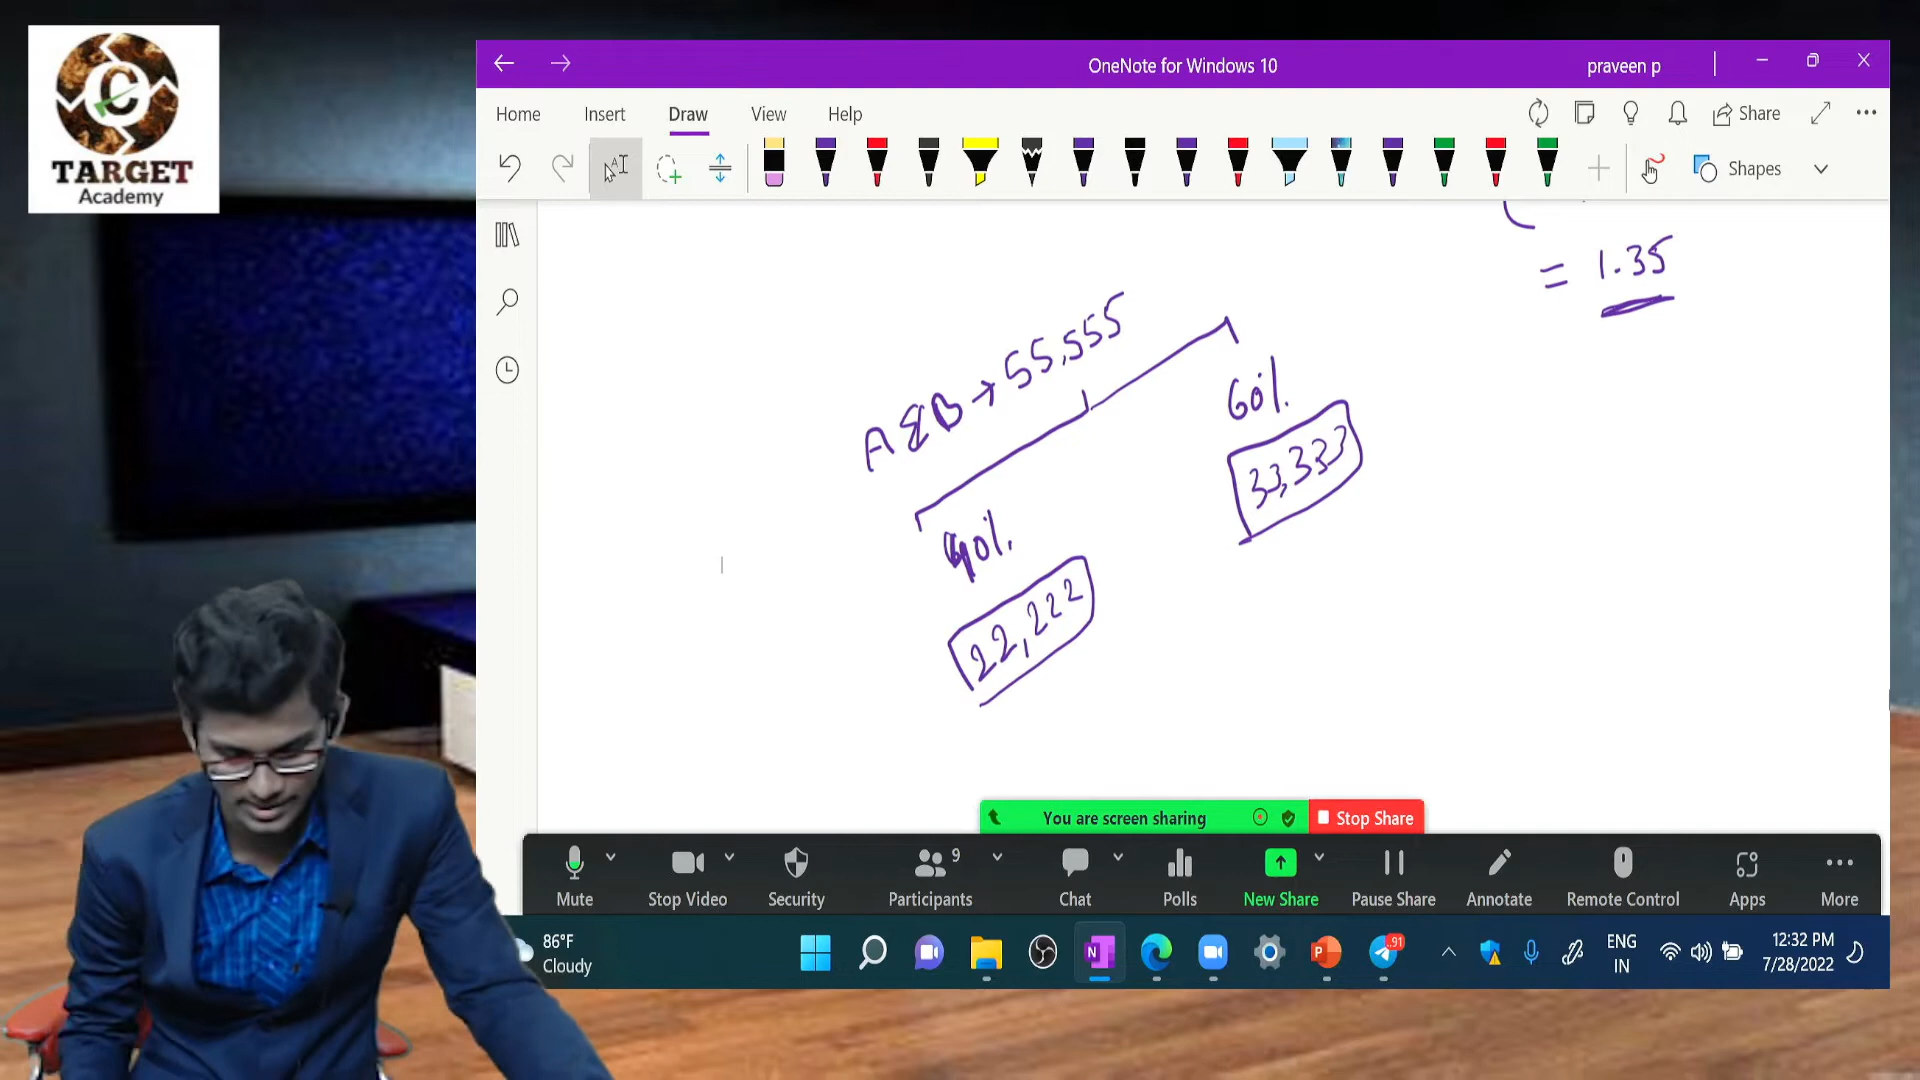 C
TARGET
Academy
OneNote for Windows 10
praveen p
Home Insert Draw View Help
Share
Shapes
= 1.35
A & B → 55,555
60%.
33,333
40%.
22,222
You are screen sharing
Stop Share
9
Mute Stop Video Security Participants Chat Polls New Share Pause Share Annotate Remote Control Apps More
86°F
Cloudy
..91
ENG
IN
12:32 PM
7/28/2022